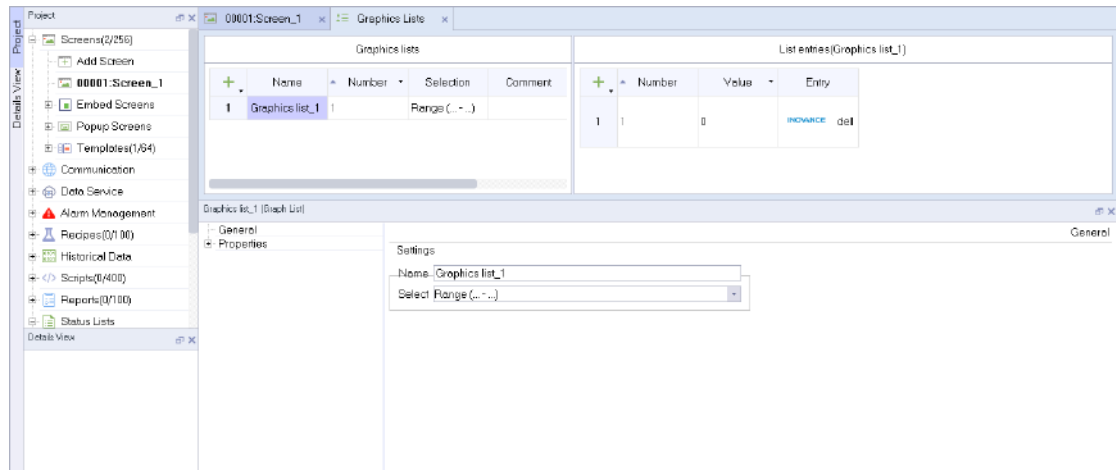 Project
00001:Screen_1
Graphics Lists
Project
Details View
Screens(2/256)
Add Screen
00001:Screen_1
Embed Screens
Popup Screens
Templates(1/64)
Communication
Data Service
Alarm Management
Recipes(0/100)
Historical Data
Scripts(0/400)
Reports(0/100)
Status Lists
Details View
Graphics lists
Name Number Selection Comment
1 Graphics list_1 1 Range (... - ...)
List entries(Graphics list_1)
Number Value Entry
1 1 0 INOVANCE dell
Graphics list_1 (Graph List)
General
Properties
General
Settings
Name Graphics list_1
Select Range (... - ...)